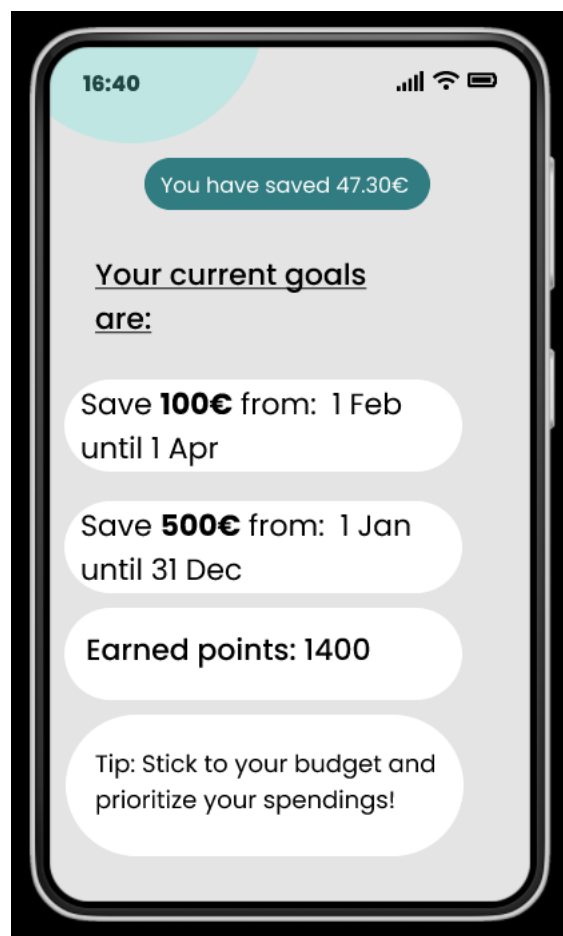 16:40
You have saved 47.30€
Your current goals
are:
Save 100€ from:  1 Feb
until 1 Apr
Save 500€ from:  1 Jan
until 31 Dec
Earned points: 1400
Tip: Stick to your budget and
prioritize your spendings!